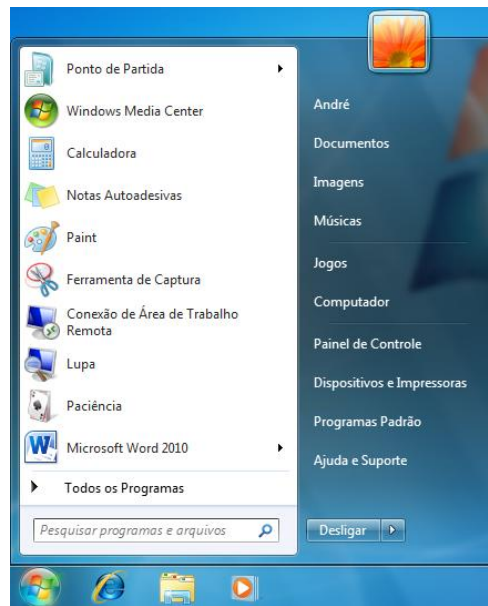 Ponto de Partida
Windows Media Center
Calculadora
Notas Autoadesivas
Paint
Ferramenta de Captura
Conexão de Área de Trabalho
Remota
Lupa
Paciência
Microsoft Word 2010
Todos os Programas
Pesquisar programas e arquivos
André
Documentos
Imagens
Músicas
Jogos
Computador
Painel de Controle
Dispositivos e Impressoras
Programas Padrão
Ajuda e Suporte
Desligar